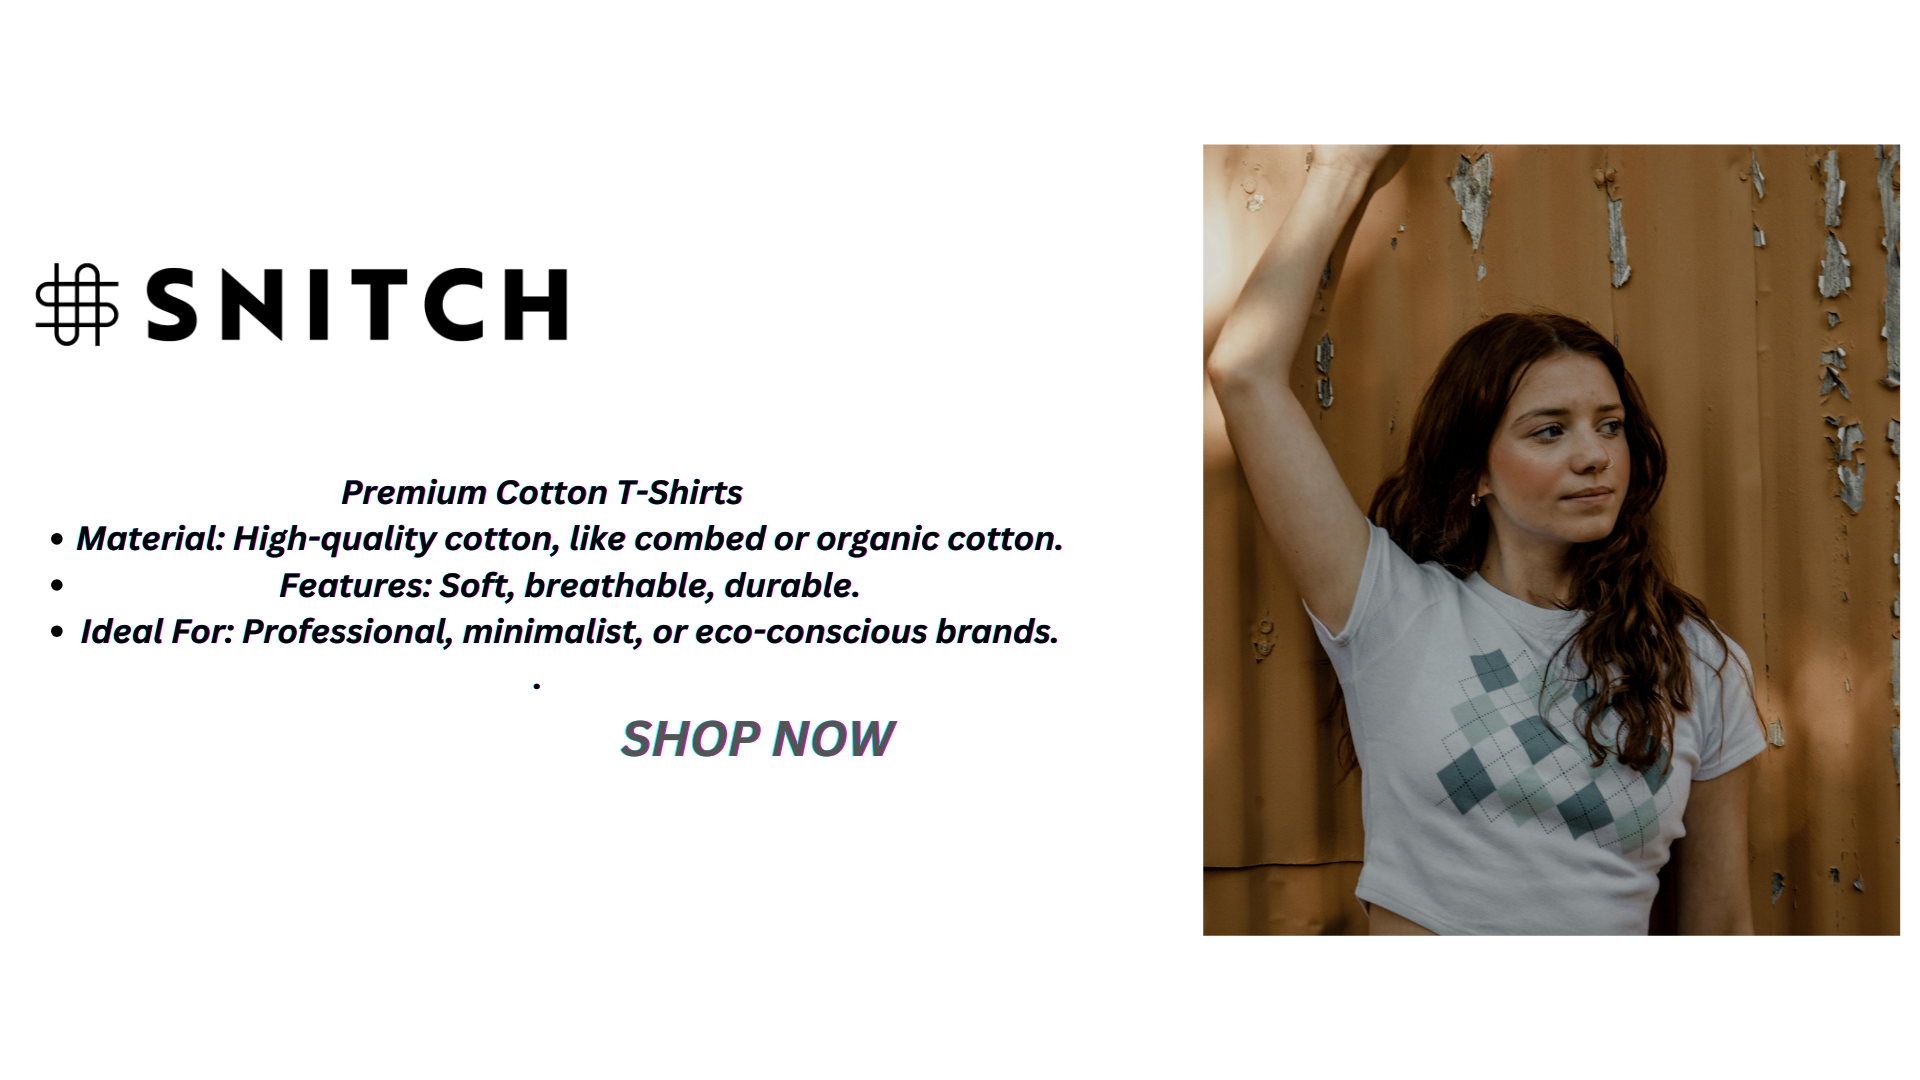 SNITCH
Premium Cotton T-Shirts
• Material: High-quality cotton, like combed or organic cotton.
• Features: Soft, breathable, durable.
• Ideal For: Professional, minimalist, or eco-conscious brands.
.
SHOP NOW